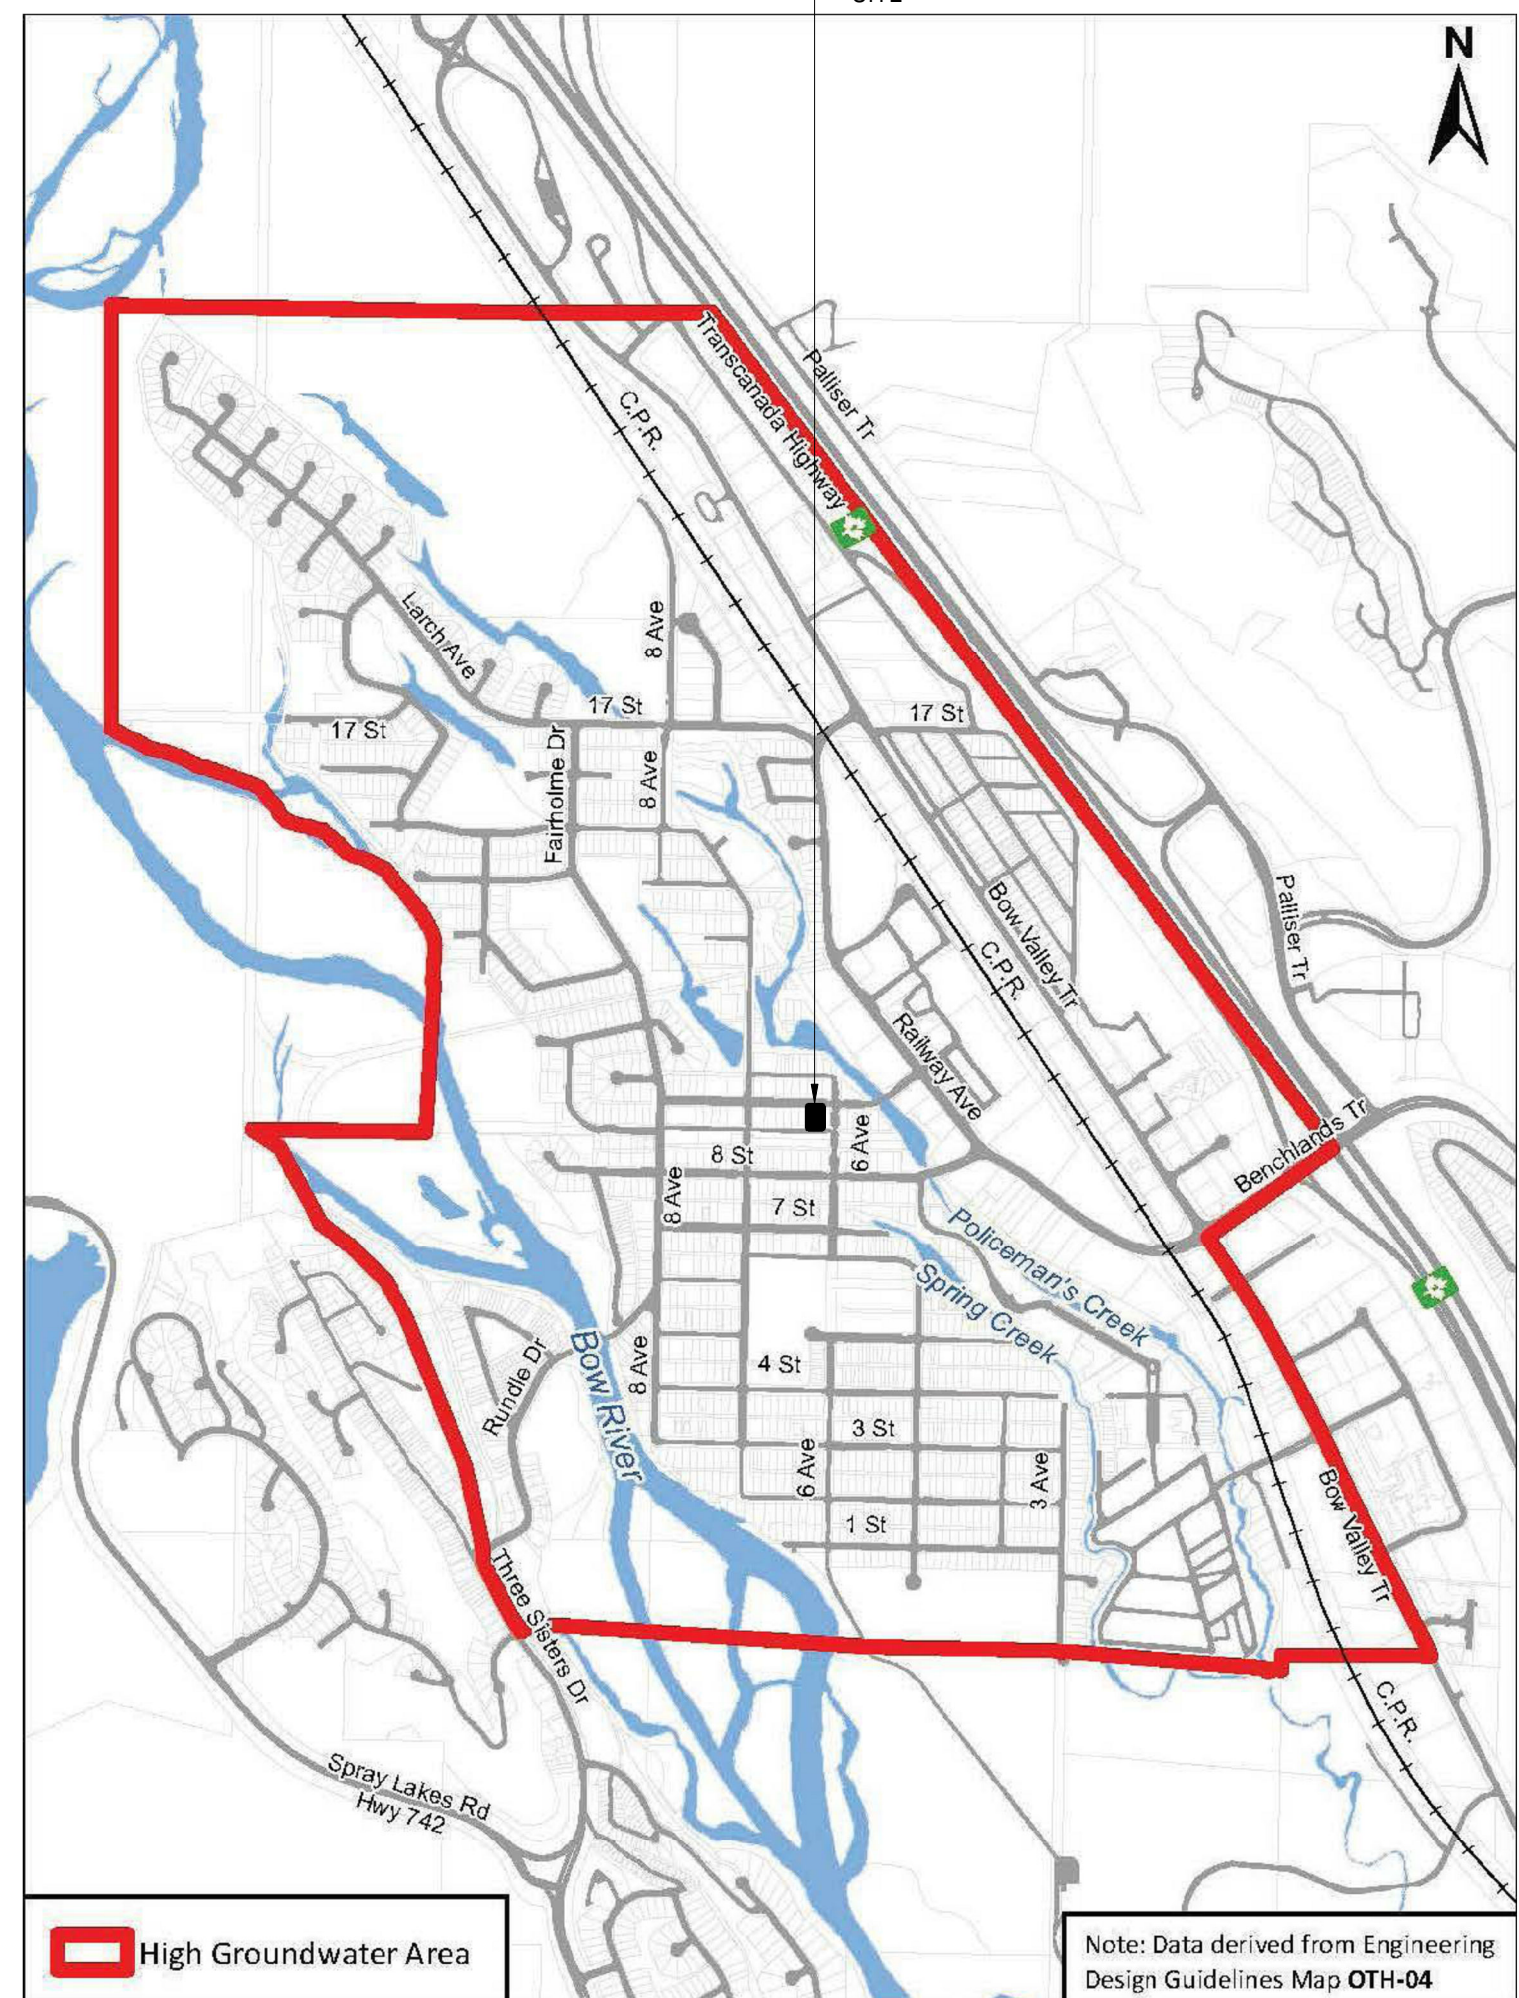 SITE
N
Transcanada Highway
Palliser Tr
C.P.R.
Larch Ave
8 Ave
17 St
17 St
17 St
Fairholme Dr
8 Ave
Bow Valley Tr
C.P.R.
Palliser Tr
Railway Ave
Benchlands Tr
6 Ave
8 St
8 Ave
7 St
Policeman's Creek
Spring Creek
Bow River
Rundle Dr
8 Ave
4 St
3 St
6 Ave
3 Ave
1 St
Bow Valley Tr
Three Sisters Dr
C.P.R.
Spray Lakes Rd
Hwy 742
High Groundwater Area
Note: Data derived from Engineering
Design Guidelines Map OTH-04